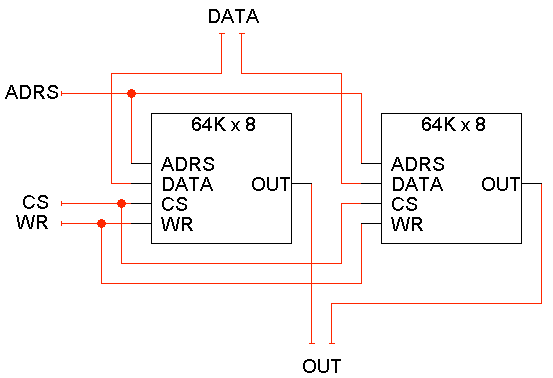 DATA
ADRS
64K x 8
ADRS
DATA OUT
CS
WR
64K x 8
ADRS
DATA OUT
CS
WR
CS
WR
OUT